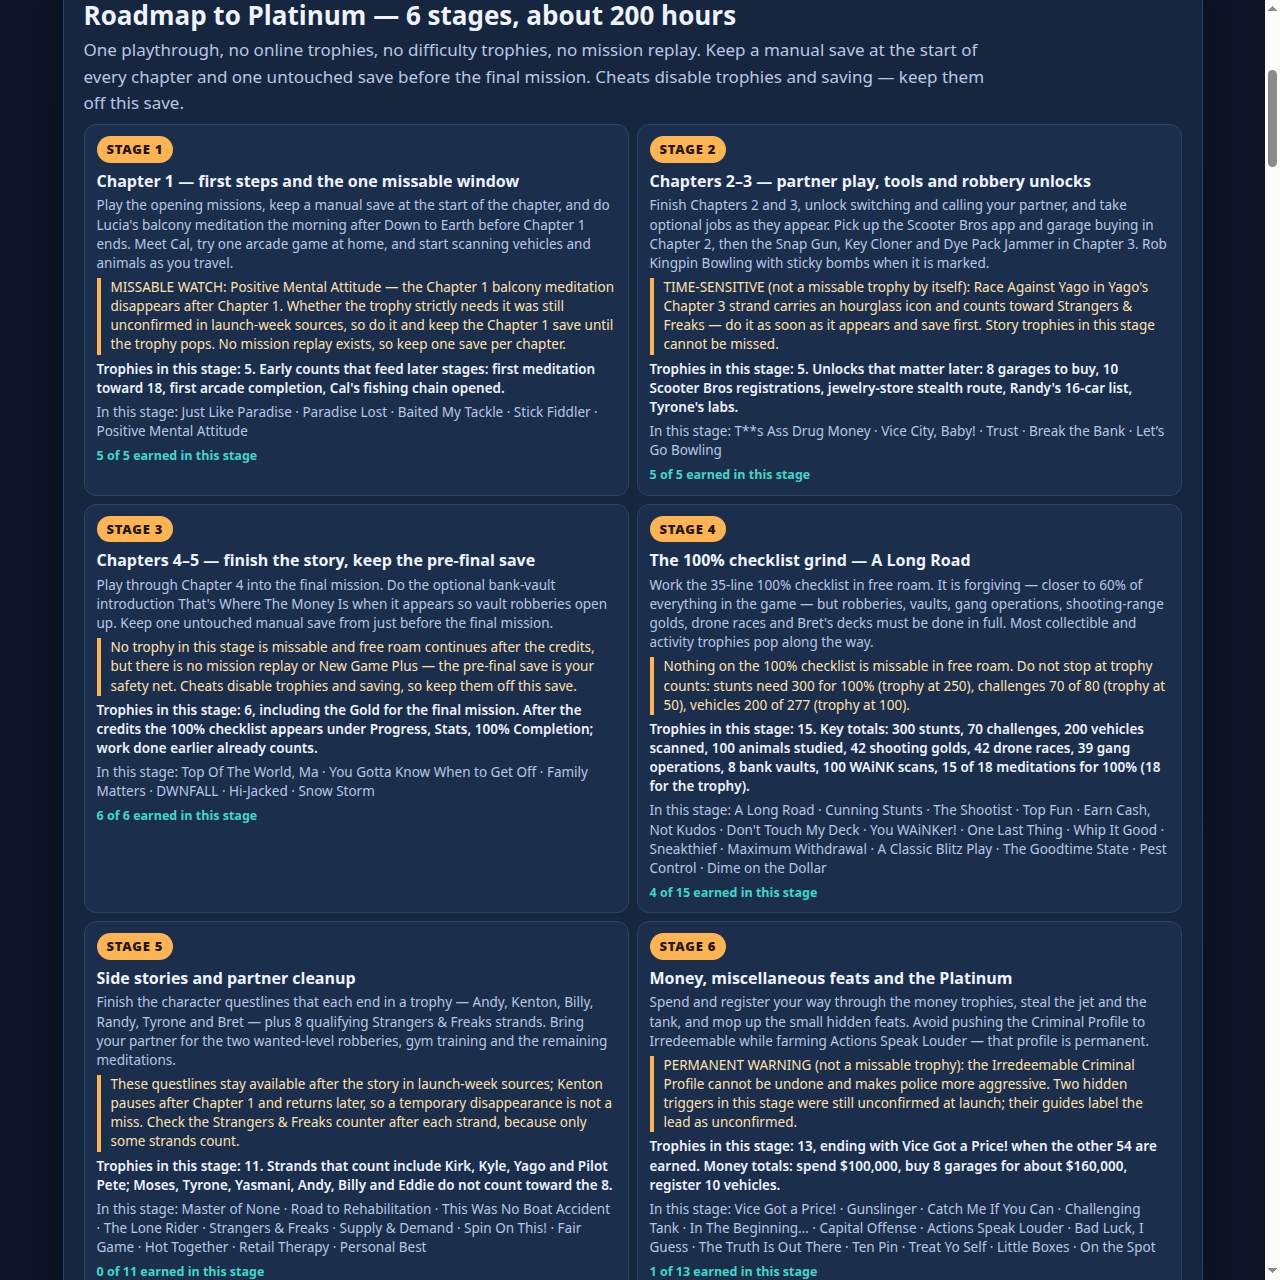 Roadmap to Platinum — 6 stages, about 200 hours
One playthrough, no online trophies, no difficulty trophies, no mission replay. Keep a manual save at the start of
every chapter and one untouched save before the final mission. Cheats disable trophies and saving — keep them
off this save.
STAGE 1
Chapter 1 — first steps and the one missable window
Play the opening missions, keep a manual save at the start of the chapter, and do
Lucia's balcony meditation the morning after Down to Earth before Chapter 1
ends. Meet Cal, try one arcade game at home, and start scanning vehicles and
animals as you travel.
MISSABLE WATCH: Positive Mental Attitude — the Chapter 1 balcony meditation
disappears after Chapter 1. Whether the trophy strictly needs it was still
unconfirmed in launch-week sources, so do it and keep the Chapter 1 save until
the trophy pops. No mission replay exists, so keep one save per chapter.
Trophies in this stage: 5. Early counts that feed later stages: first meditation
toward 18, first arcade completion, Cal's fishing chain opened.
In this stage: Just Like Paradise · Paradise Lost · Baited My Tackle · Stick Fiddler ·
Positive Mental Attitude
5 of 5 earned in this stage
STAGE 2
Chapters 2–3 — partner play, tools and robbery unlocks
Finish Chapters 2 and 3, unlock switching and calling your partner, and take
optional jobs as they appear. Pick up the Scooter Bros app and garage buying in
Chapter 2, then the Snap Gun, Key Cloner and Dye Pack Jammer in Chapter 3. Rob
Kingpin Bowling with sticky bombs when it is marked.
TIME-SENSITIVE (not a missable trophy by itself): Race Against Yago in Yago's
Chapter 3 strand carries an hourglass icon and counts toward Strangers &
Freaks — do it as soon as it appears and save first. Story trophies in this stage
cannot be missed.
Trophies in this stage: 5. Unlocks that matter later: 8 garages to buy, 10
Scooter Bros registrations, jewelry-store stealth route, Randy's 16-car list,
Tyrone's labs.
In this stage: T**s Ass Drug Money · Vice City, Baby! · Trust · Break the Bank · Let’s
Go Bowling
5 of 5 earned in this stage
STAGE 3
Chapters 4–5 — finish the story, keep the pre-final save
Play through Chapter 4 into the final mission. Do the optional bank-vault
introduction That's Where The Money Is when it appears so vault robberies open
up. Keep one untouched manual save from just before the final mission.
No trophy in this stage is missable and free roam continues after the credits,
but there is no mission replay or New Game Plus — the pre-final save is your
safety net. Cheats disable trophies and saving, so keep them off this save.
Trophies in this stage: 6, including the Gold for the final mission. After the
credits the 100% checklist appears under Progress, Stats, 100% Completion;
work done earlier already counts.
In this stage: Top Of The World, Ma · You Gotta Know When to Get Off · Family
Matters · DWNFALL · Hi-Jacked · Snow Storm
6 of 6 earned in this stage
STAGE 4
The 100% checklist grind — A Long Road
Work the 35-line 100% checklist in free roam. It is forgiving — closer to 60% of
everything in the game — but robberies, vaults, gang operations, shooting-range
golds, drone races and Bret's decks must be done in full. Most collectible and
activity trophies pop along the way.
Nothing on the 100% checklist is missable in free roam. Do not stop at trophy
counts: stunts need 300 for 100% (trophy at 250), challenges 70 of 80 (trophy at
50), vehicles 200 of 277 (trophy at 100).
Trophies in this stage: 15. Key totals: 300 stunts, 70 challenges, 200 vehicles
scanned, 100 animals studied, 42 shooting golds, 42 drone races, 39 gang
operations, 8 bank vaults, 100 WAiNK scans, 15 of 18 meditations for 100% (18
for the trophy).
In this stage: A Long Road · Cunning Stunts · The Shootist · Top Fun · Earn Cash,
Not Kudos · Don't Touch My Deck · You WAiNKer! · One Last Thing · Whip It Good ·
Sneakthief · Maximum Withdrawal · A Classic Blitz Play · The Goodtime State · Pest
Control · Dime on the Dollar
4 of 15 earned in this stage
STAGE 5
Side stories and partner cleanup
Finish the character questlines that each end in a trophy — Andy, Kenton, Billy,
Randy, Tyrone and Bret — plus 8 qualifying Strangers & Freaks strands. Bring
your partner for the two wanted-level robberies, gym training and the remaining
meditations.
These questlines stay available after the story in launch-week sources; Kenton
pauses after Chapter 1 and returns later, so a temporary disappearance is not a
miss. Check the Strangers & Freaks counter after each strand, because only
some strands count.
Trophies in this stage: 11. Strands that count include Kirk, Kyle, Yago and Pilot
Pete; Moses, Tyrone, Yasmani, Andy, Billy and Eddie do not count toward the 8.
In this stage: Master of None · Road to Rehabilitation · This Was No Boat Accident
· The Lone Rider · Strangers & Freaks · Supply & Demand · Spin On This! · Fair
Game · Hot Together · Retail Therapy · Personal Best
0 of 11 earned in this stage
STAGE 6
Money, miscellaneous feats and the Platinum
Spend and register your way through the money trophies, steal the jet and the
tank, and mop up the small hidden feats. Avoid pushing the Criminal Profile to
Irredeemable while farming Actions Speak Louder — that profile is permanent.
PERMANENT WARNING (not a missable trophy): the Irredeemable Criminal
Profile cannot be undone and makes police more aggressive. Two hidden
triggers in this stage were still unconfirmed at launch; their guides label the
lead as unconfirmed.
Trophies in this stage: 13, ending with Vice Got a Price! when the other 54 are
earned. Money totals: spend $100,000, buy 8 garages for about $160,000,
register 10 vehicles.
In this stage: Vice Got a Price! · Gunslinger · Catch Me If You Can · Challenging
Tank · In The Beginning... · Capital Offense · Actions Speak Louder · Bad Luck, I
Guess · The Truth Is Out There · Ten Pin · Treat Yo Self · Little Boxes · On the Spot
1 of 13 earned in this stage